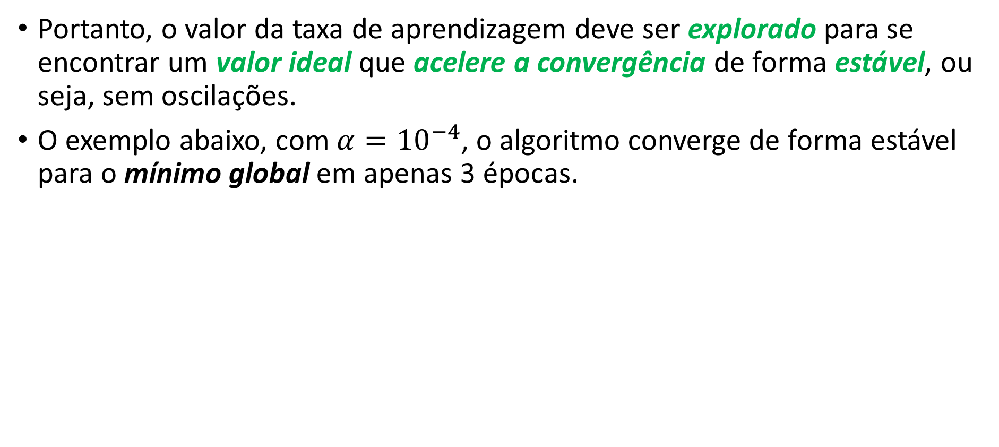 • Portanto, o valor da taxa de aprendizagem deve ser explorado para se
encontrar um valor ideal que acelere a convergência de forma estável, ou
seja, sem oscilações.
• O exemplo abaixo, com 𝛼 = 10⁻⁴, o algoritmo converge de forma estável
para o mínimo global em apenas 3 épocas.